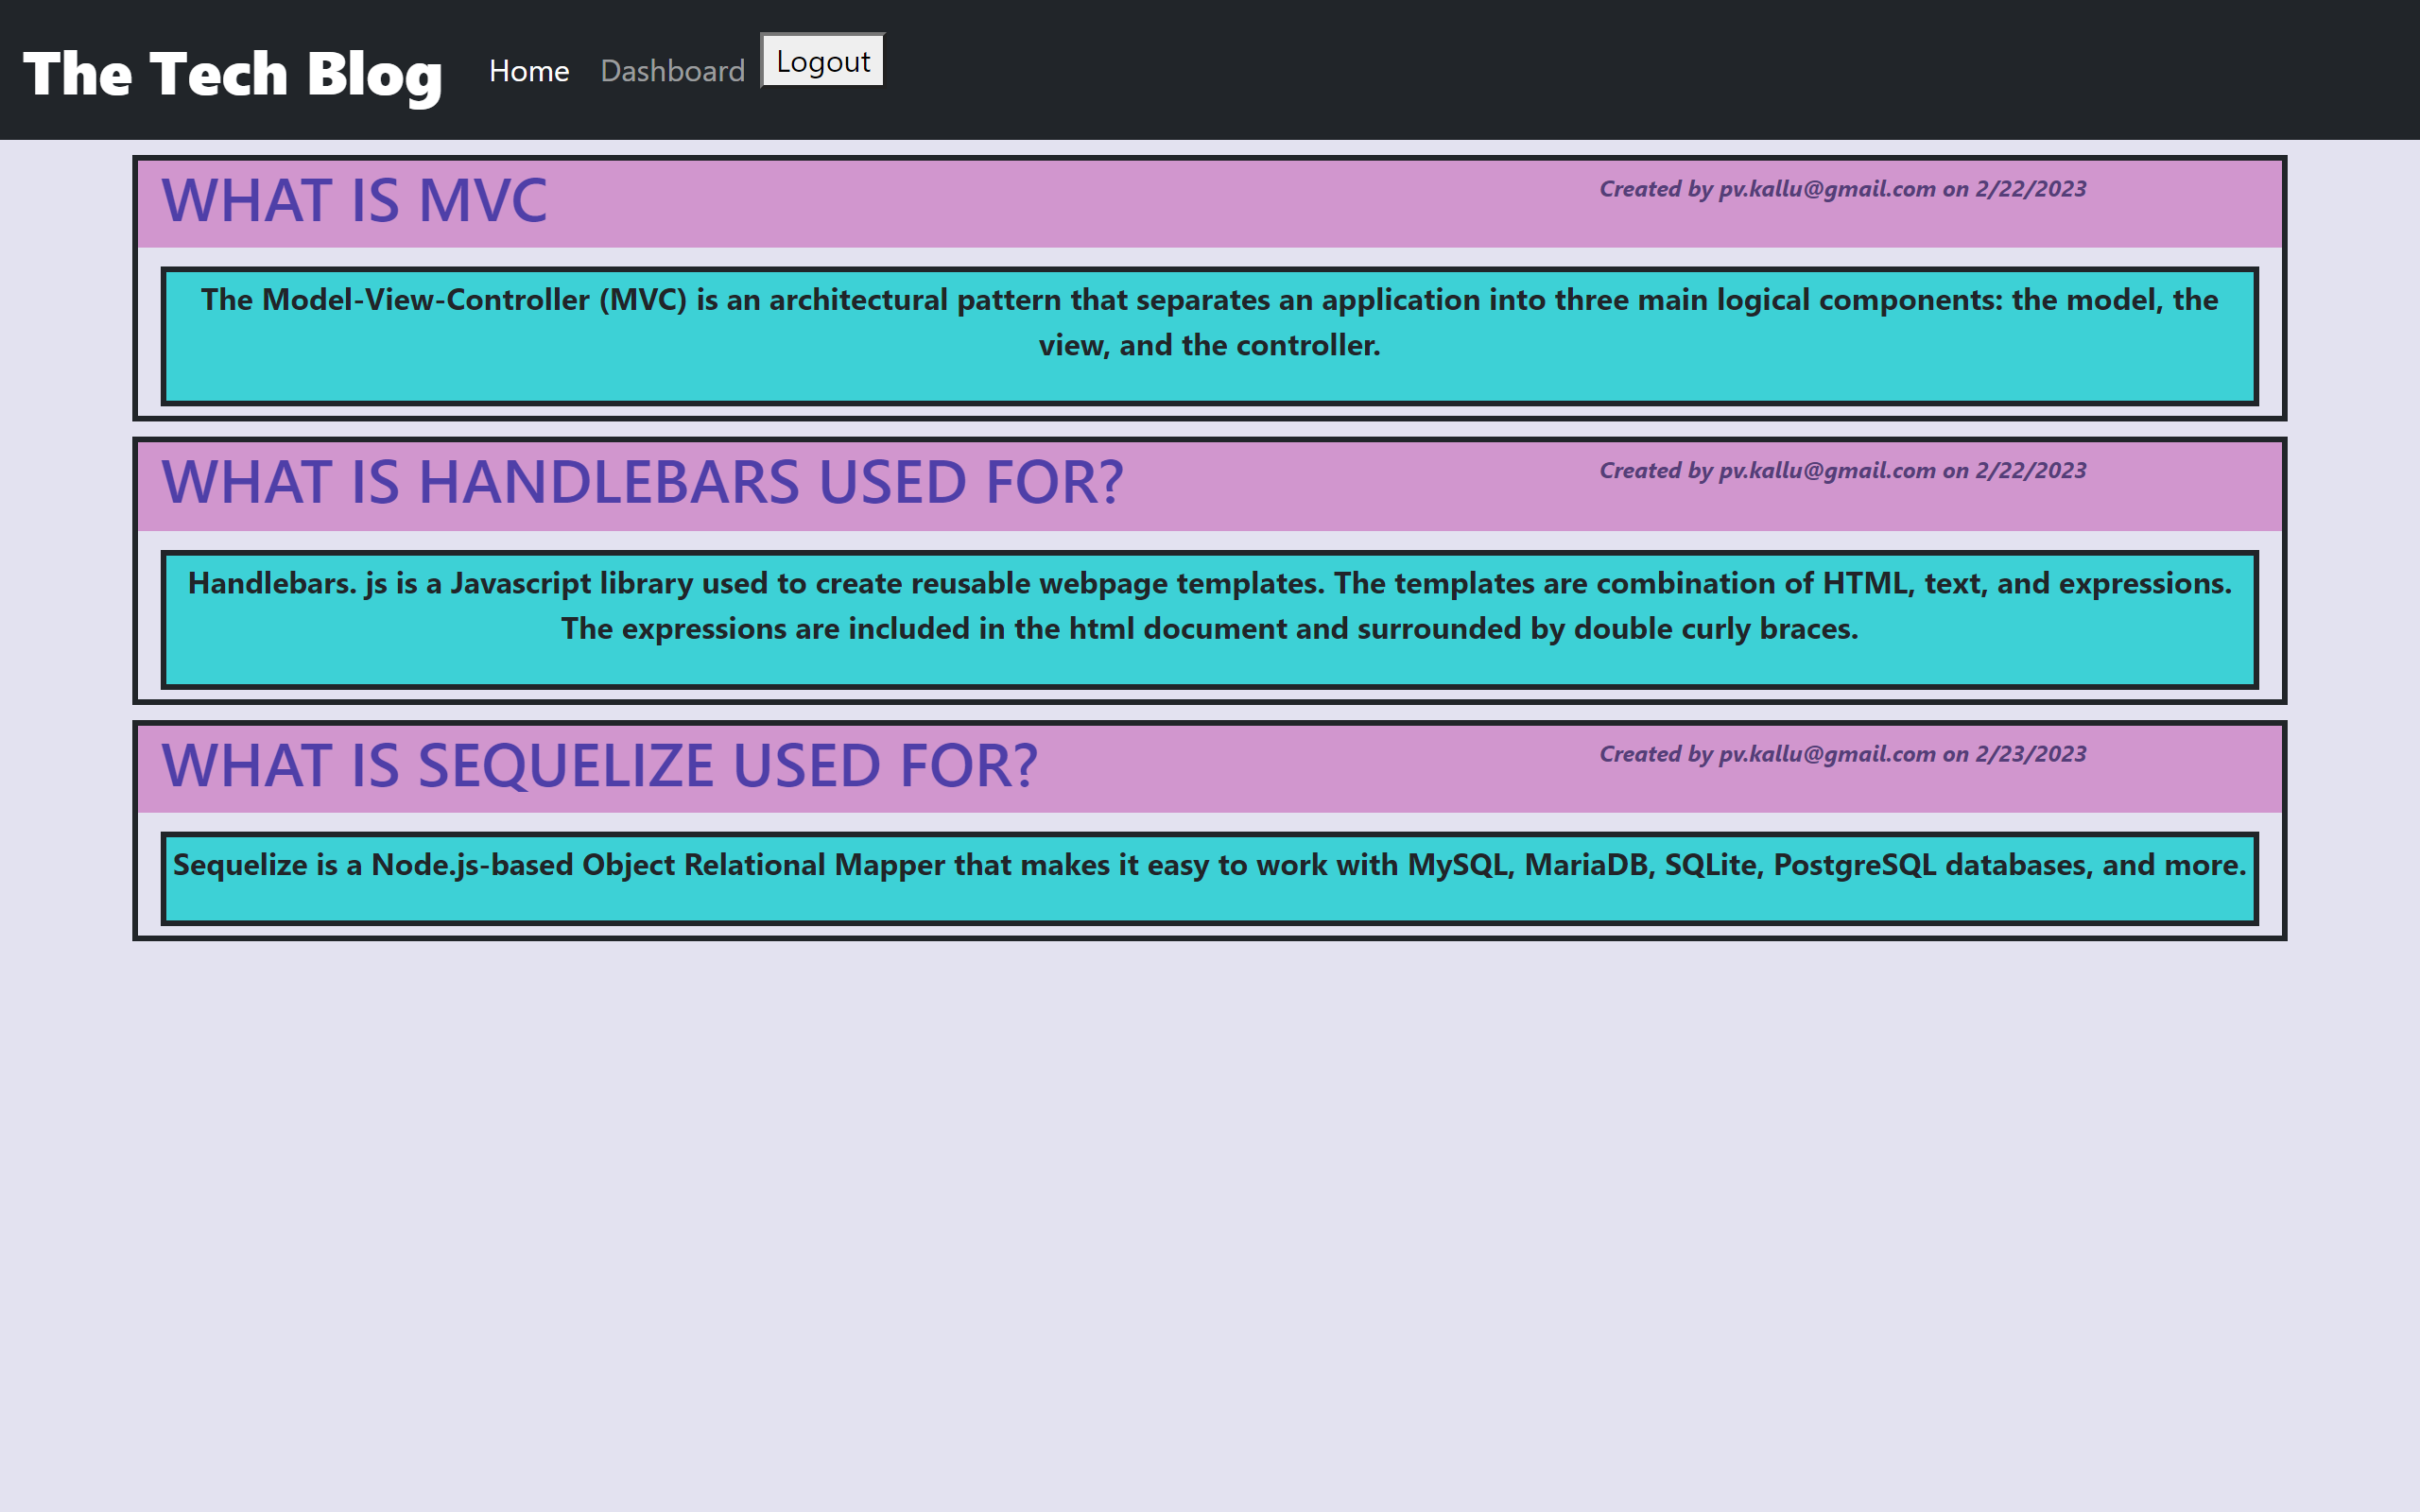 The Tech Blog Home Dashboard Logout
WHAT IS MVC
Created by pv.kallu@gmail.com on 2/22/2023
The Model-View-Controller (MVC) is an architectural pattern that separates an application into three main logical components: the model, the
view, and the controller.
WHAT IS HANDLEBARS USED FOR?
Created by pv.kallu@gmail.com on 2/22/2023
Handlebars. js is a Javascript library used to create reusable webpage templates. The templates are combination of HTML, text, and expressions.
The expressions are included in the html document and surrounded by double curly braces.
WHAT IS SEQUELIZE USED FOR?
Created by pv.kallu@gmail.com on 2/23/2023
Sequelize is a Node.js-based Object Relational Mapper that makes it easy to work with MySQL, MariaDB, SQLite, PostgreSQL databases, and more.